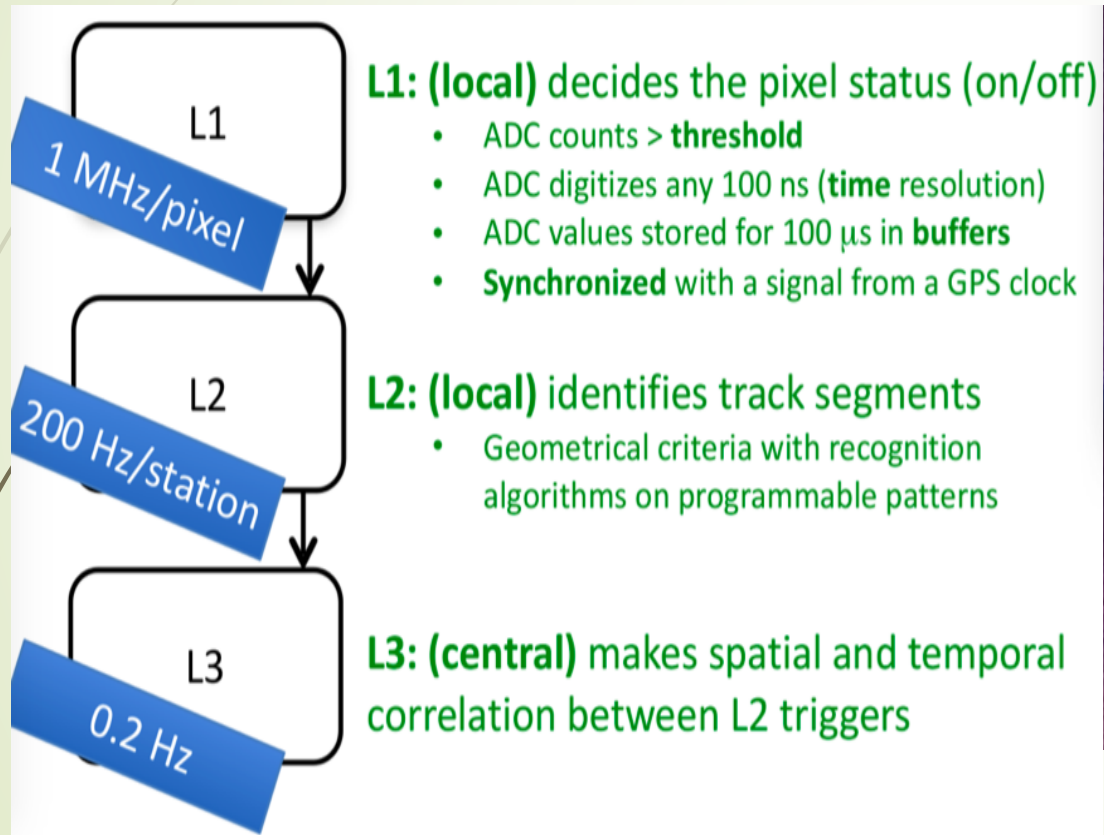 L1
1 MHz/pixel
L1: (local) decides the pixel status (on/off)
• ADC counts > threshold
• ADC digitizes any 100 ns (time resolution)
• ADC values stored for 100 μs in buffers
• Synchronized with a signal from a GPS clock
L2
200 Hz/station
L2: (local) identifies track segments
• Geometrical criteria with recognition
algorithms on programmable patterns
L3
0.2 Hz
L3: (central) makes spatial and temporal
correlation between L2 triggers